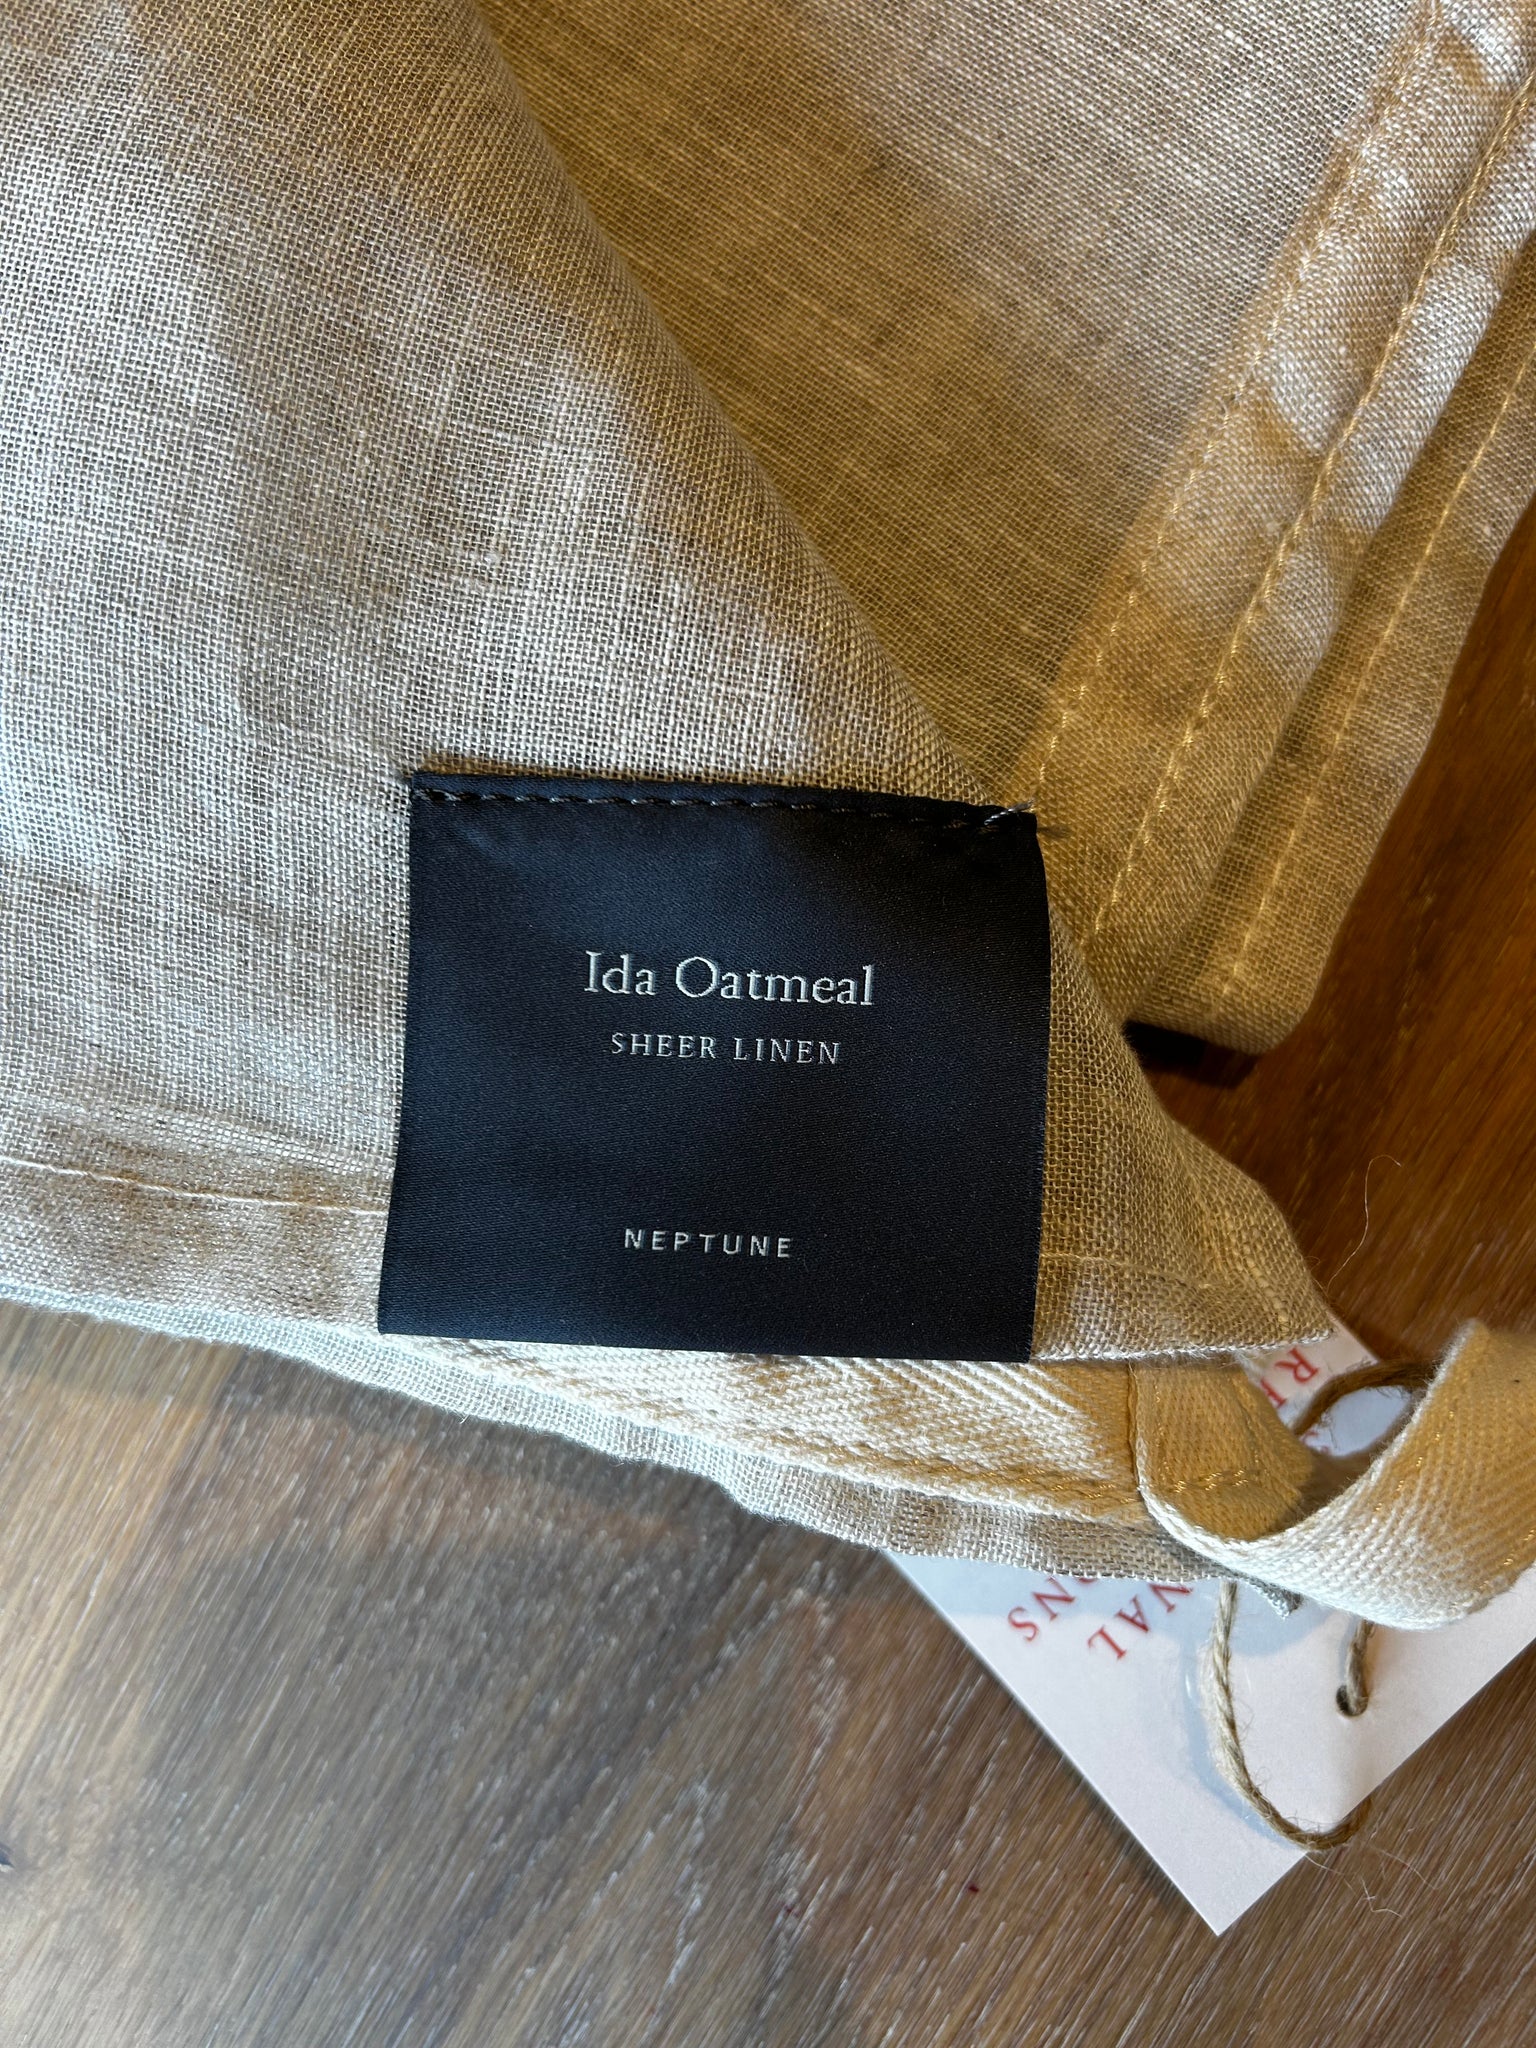 Ida Oatmeal
SHEER LINEN
NEPTUNE